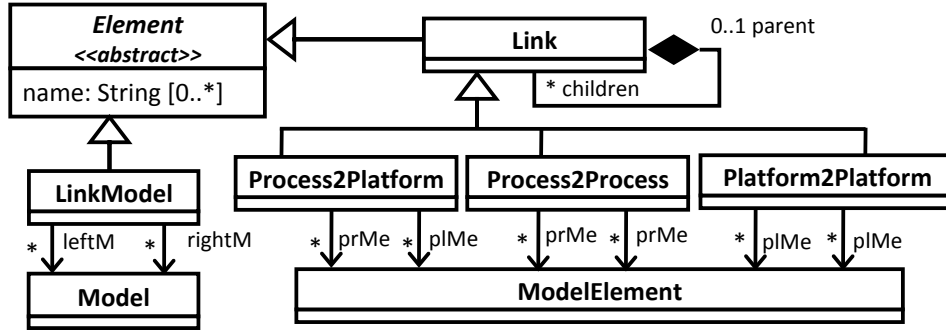 Element
<<abstract>>
name: String [0..*]
Link
0..1 parent
* children
LinkModel
* leftM
* rightM
Model
Process2Platform
Process2Process
Platform2Platform
* prMe
* plMe
* prMe
* prMe
* plMe
* plMe
ModelElement